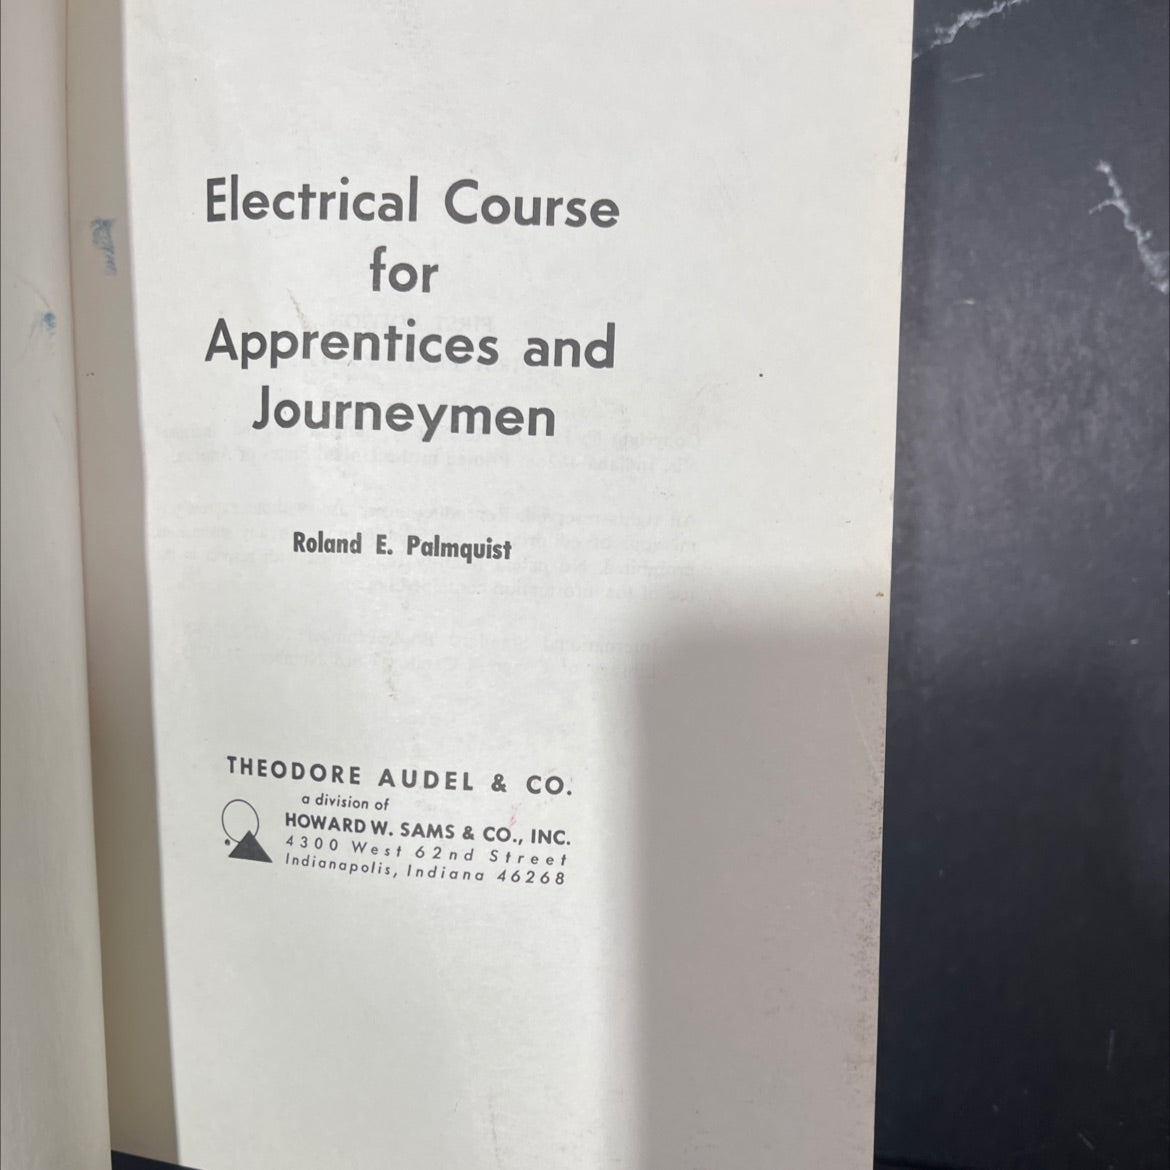 Electrical Course
for
Apprentices and
Journeymen
Roland E. Palmquist
THEODORE AUDEL & CO.
a division of
HOWARD W. SAMS & CO., INC.
4300 West 62nd Street
Indianapolis, Indiana 46268